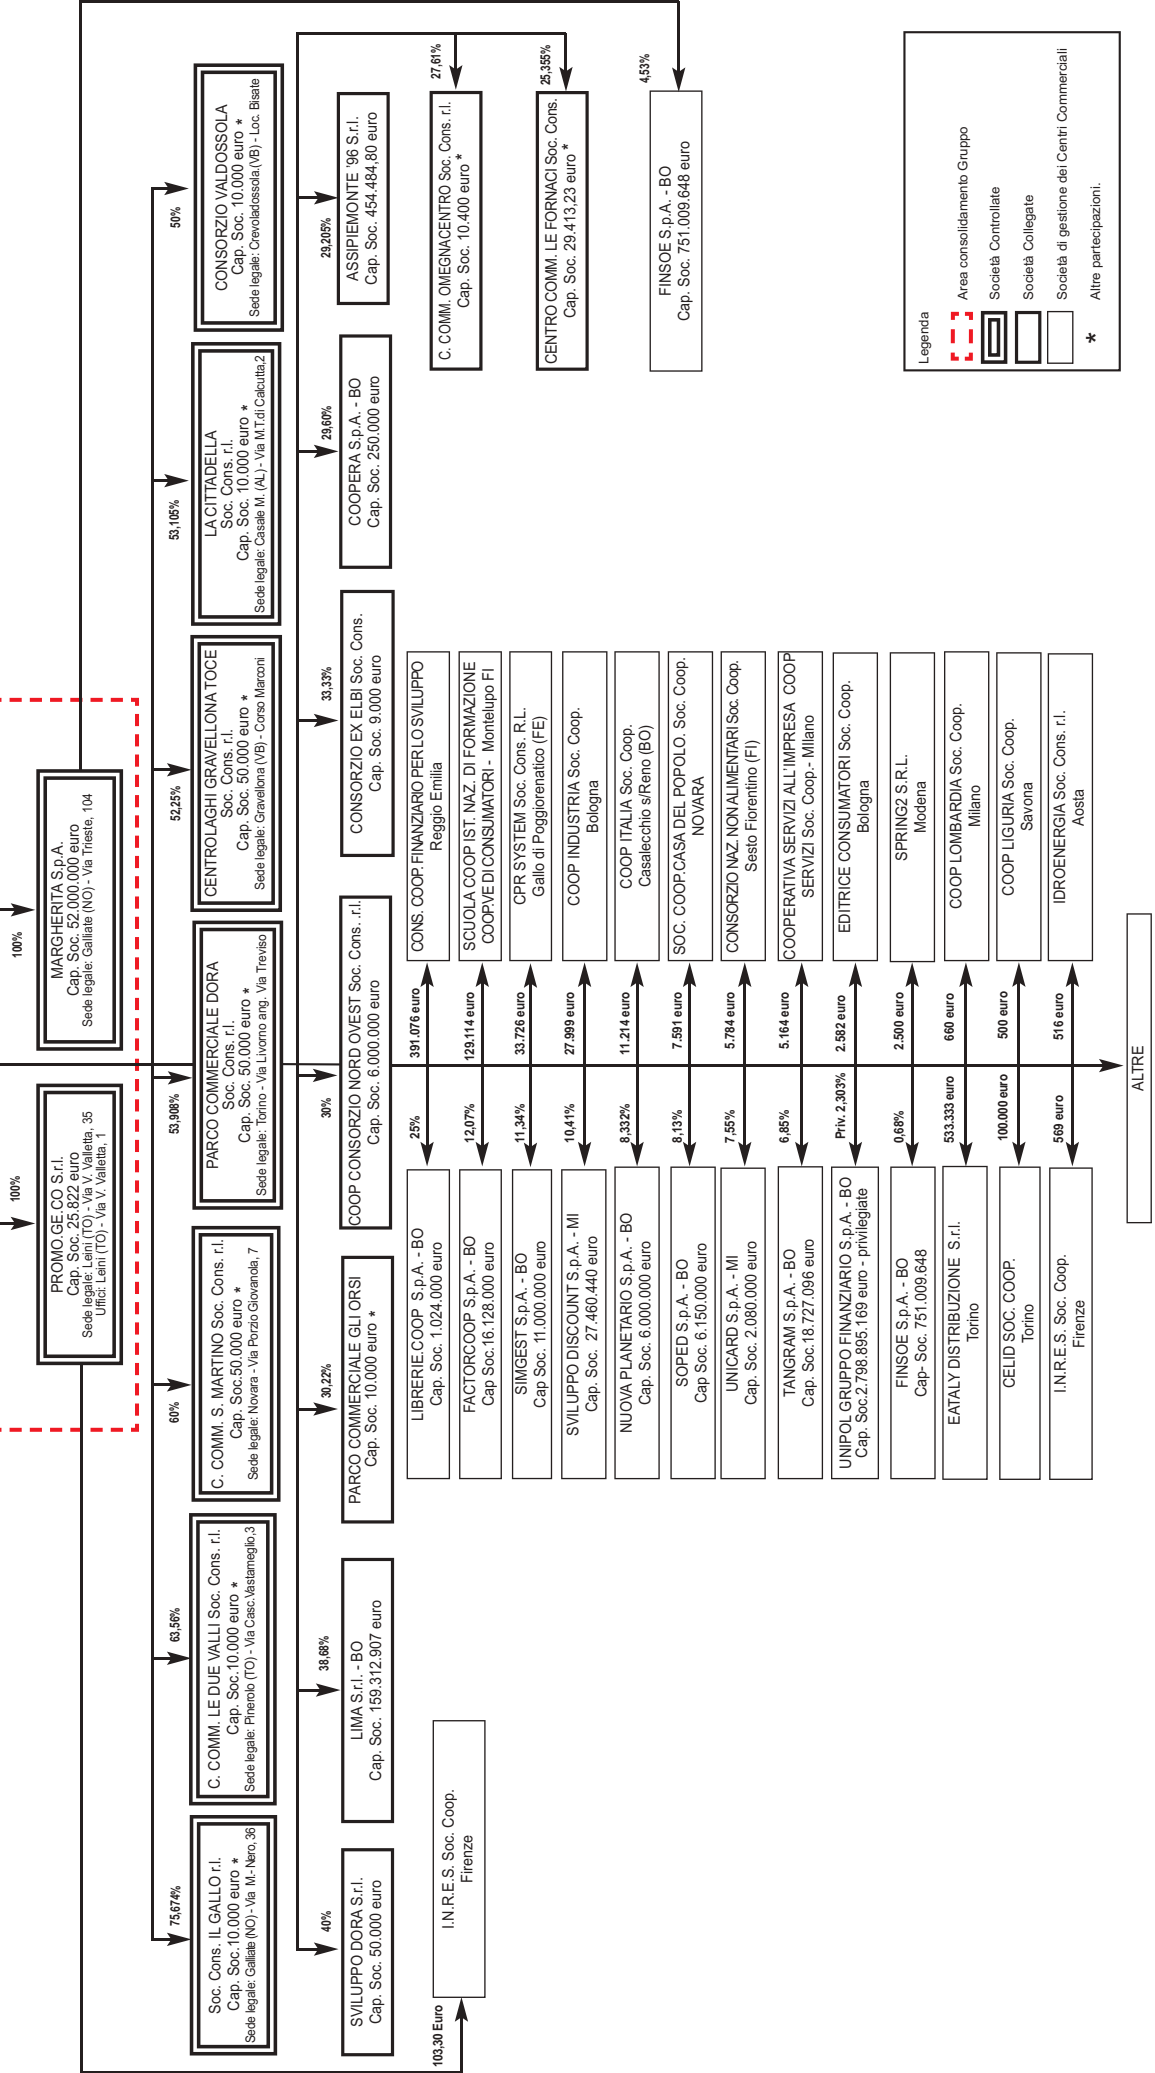 100%
PROMO.GE.CO S.r.l.
Cap. Soc. 25.822 euro
Sede legale: Leinì (TO) - Via V. Valletta, 35
Uffici: Leinì (TO) - Via V. Valletta, 1
100%
MARGHERITA S.p.A.
Cap. Soc. 52.000.000 euro
Sede legale: Galliate (NO) - Via Trieste, 104
75,674%
Soc. Cons. IL GALLO r.l.
Cap. Soc.10.000 euro *
Sede legale: Galliate (NO) - Via M.- Nero, 36
63,56%
C. COMM. LE DUE VALLI Soc. Cons. r.l.
Cap. Soc.10.000 euro *
Sede legale: Pinerolo (TO) - Via Casc.Vastameglio,3
60%
C. COMM. S. MARTINO Soc. Cons. r.l.
Cap. Soc.50.000 euro *
Sede legale: Novara - Via Porzio Giovanola, 7
53,908%
PARCO COMMERCIALE DORA
Soc. Cons. r.l.
Cap. Soc. 50.000 euro *
Sede legale: Torino - Via Livorno ang. Via Treviso
52,25%
CENTROLAGHI GRAVELLONA TOCE
Soc. Cons. r.l.
Cap. Soc. 50.000 euro *
Sede legale: Gravellona (VB) - Corso Marconi
53,105%
LA CITTADELLA
Soc. Cons. r.l.
Cap. Soc. 10.000 euro *
Sede legale: Casale M. (AL) - Via M.T.di Calcutta,2
50%
CONSORZIO VALDOSSOLA
Cap. Soc. 10.000 euro *
Sede legale: Crevoladossola.(VB) - Loc. Bisate
40%
SVILUPPO DORA S.r.l.
Cap. Soc. 50.000 euro
38,68%
LIMA S.r.l. - BO
Cap. Soc. 159.312.907 euro
30,22%
PARCO COMMERCIALE GLI ORSI
Cap. Soc. 10.000 euro *
30%
COOP CONSORZIO NORD OVEST Soc. Cons. .r.l.
Cap. Soc. 6.000.000 euro
33,33%
CONSORZIO EX ELBI Soc. Cons.
Cap. Soc. 9.000 euro
29,60%
COOPERA S.p.A. - BO
Cap. Soc. 250.000 euro
29,205%
ASSIPIEMONTE '96 S.r.l.
Cap. Soc. 454.484,80 euro
27,61%
C. COMM. OMEGNACENTRO Soc. Cons. r.l.
Cap. Soc. 10.400 euro *
25,355%
CENTRO COMM. LE FORNACI Soc. Cons.
Cap. Soc. 29.413,23 euro *
4,53%
FINSOE S.p.A. - BO
Cap. Soc. 751.009.648 euro
103,30 Euro
I.N.R.E.S. Soc. Coop.
Firenze
LIBRERIE.COOP S.p.A. - BO
Cap. Soc. 1.024.000 euro
25%
391.076 euro
CONS. COOP. FINANZIARIO PER LO SVILUPPO
Reggio Emilia
FACTORCOOP S.p.A. - BO
Cap Soc.16.128.000 euro
12,07%
129.114 euro
SCUOLA COOP IST. NAZ. DI FORMAZIONE
COOP.VE DI CONSUMATORI - Montelupo FI
SIMGEST S.p.A. - BO
Cap Soc. 11.000.000 euro
11,34%
33.726 euro
CPR SYSTEM Soc. Cons. R.L.
Gallo di Poggiorenatico (FE)
SVILUPPO DISCOUNT S.p.A. - MI
Cap. Soc. 27.460.440 euro
10,41%
27.999 euro
COOP INDUSTRIA Soc. Coop.
Bologna
NUOVA PLANETARIO S.p.A. - BO
Cap. Soc. 6.000.000 euro
8,332%
11.214 euro
COOP ITALIA Soc. Coop.
Casalecchio s/Reno (BO)
SOPED S.p.A. - BO
Cap Soc. 6.150.000 euro
8,13%
7.591 euro
SOC. COOP.CASA DEL POPOLO. Soc. Coop.
NOVARA
UNICARD S.p.A. - MI
Cap. Soc. 2.080.000 euro
7,55%
5.784 euro
CONSORZIO NAZ. NON ALIMENTARI Soc. Coop.
Sesto Fiorentino (FI)
TANGRAM S.p.A. - BO
Cap. Soc.18.727.096 euro
6,85%
5.164 euro
COOPERATIVA SERVIZI ALL'IMPRESA COOP
SERVIZI Soc. Coop.- MIlano
UNIPOL GRUPPO FINANZIARIO S.p.A. - BO
Cap. Soc.2.798.895.169 euro - privilegiate
Priv. 2,303%
2.582 euro
EDITRICE CONSUMATORI Soc. Coop.
Bologna
FINSOE S.p.A. - BO
Cap- Soc. 751.009.648
0,68%
2.500 euro
SPRING2 S.R.L.
Modena
EATALY DISTRIBUZIONE S.r.l.
Torino
533.333 euro
660 euro
COOP LOMBARDIA Soc. Coop.
Milano
CELID SOC. COOP.
Torino
100.000 euro
500 euro
COOP LIGURIA Soc. Coop.
Savona
I.N.R.E.S. Soc. Coop.
Firenze
569 euro
516 euro
IDROENERGIA Soc. Cons. r.l.
Aosta
ALTRE
Legenda
Area consolidamento Gruppo
Società Controllate
Società Collegate
Società di gestione dei Centri Commerciali
* Altre partecipazioni.